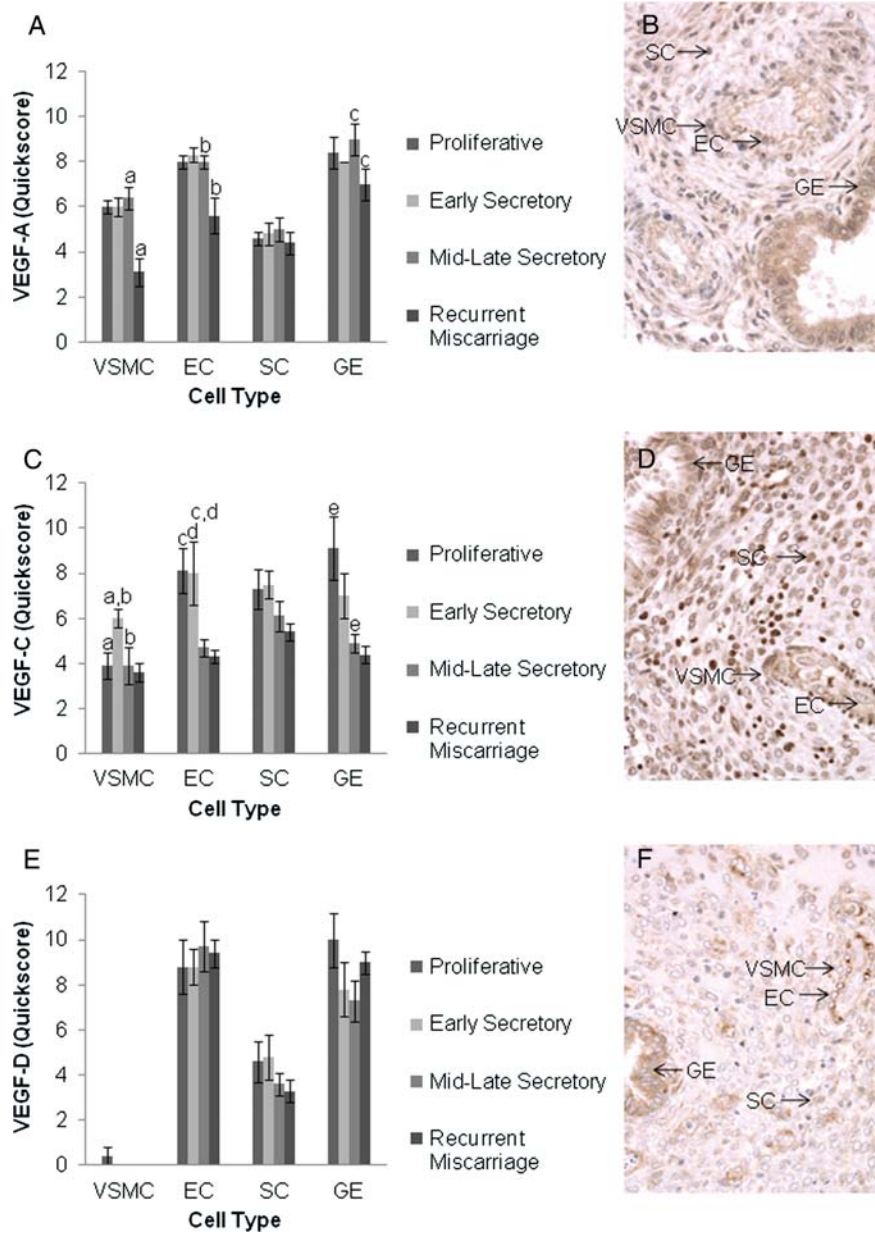 A
VEGF-A (Quickscore)
12
10
8
6
4
2
0
a
a
b
b
c
c
VSMC EC SC GE
Cell Type
Proliferative
Early Secretory
Mid-Late Secretory
Recurrent
Miscarriage
B
SC
VSMC
EC
GE
C
VEGF-C (Quickscore)
12
10
8
6
4
2
0
a,b
a
b
c,d
c
d
e
e
VSMC EC SC GE
Cell Type
Proliferative
Early Secretory
Mid-Late Secretory
Recurrent
Miscarriage
D
GE
SC
VSMC
EC
E
VEGF-D (Quickscore)
12
10
8
6
4
2
0
VSMC EC SC GE
Cell Type
Proliferative
Early Secretory
Mid-Late Secretory
Recurrent
Miscarriage
F
VSMC
EC
GE
SC